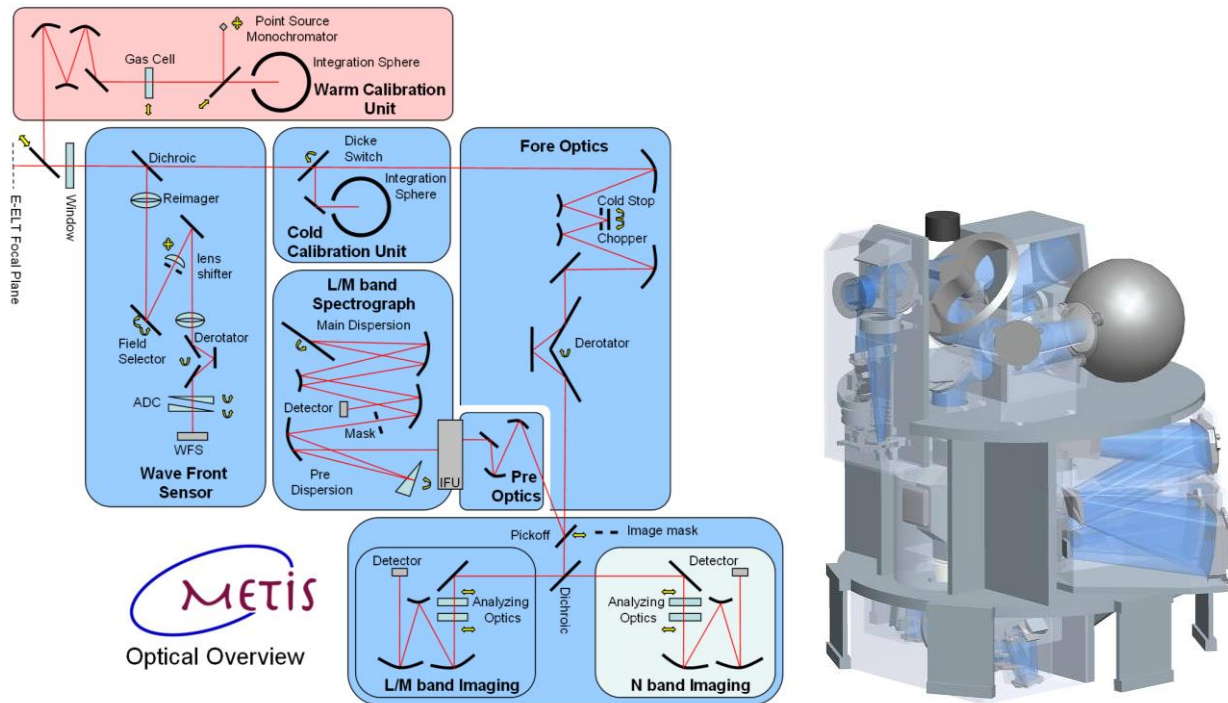 Point Source
Monochromator
Gas Cell
Integration Sphere
Warm Calibration
Unit
E-ELT Focal Plane
Window
Dichroic
Reimager
lens
shifter
Field
Selector
Derotator
ADC
WFS
Wave Front
Sensor
Dicke
Switch
Integration
Sphere
Cold
Calibration Unit
Fore Optics
Cold Stop
Chopper
Derotator
L/M band
Spectrograph
Main Dispersion
Detector
Mask
Pre
Dispersion
IFU
Pre
Optics
Pickoff
Image mask
Dichroic
Detector
Analyzing
Optics
L/M band Imaging
Detector
Analyzing
Optics
N band Imaging
METIS
Optical Overview